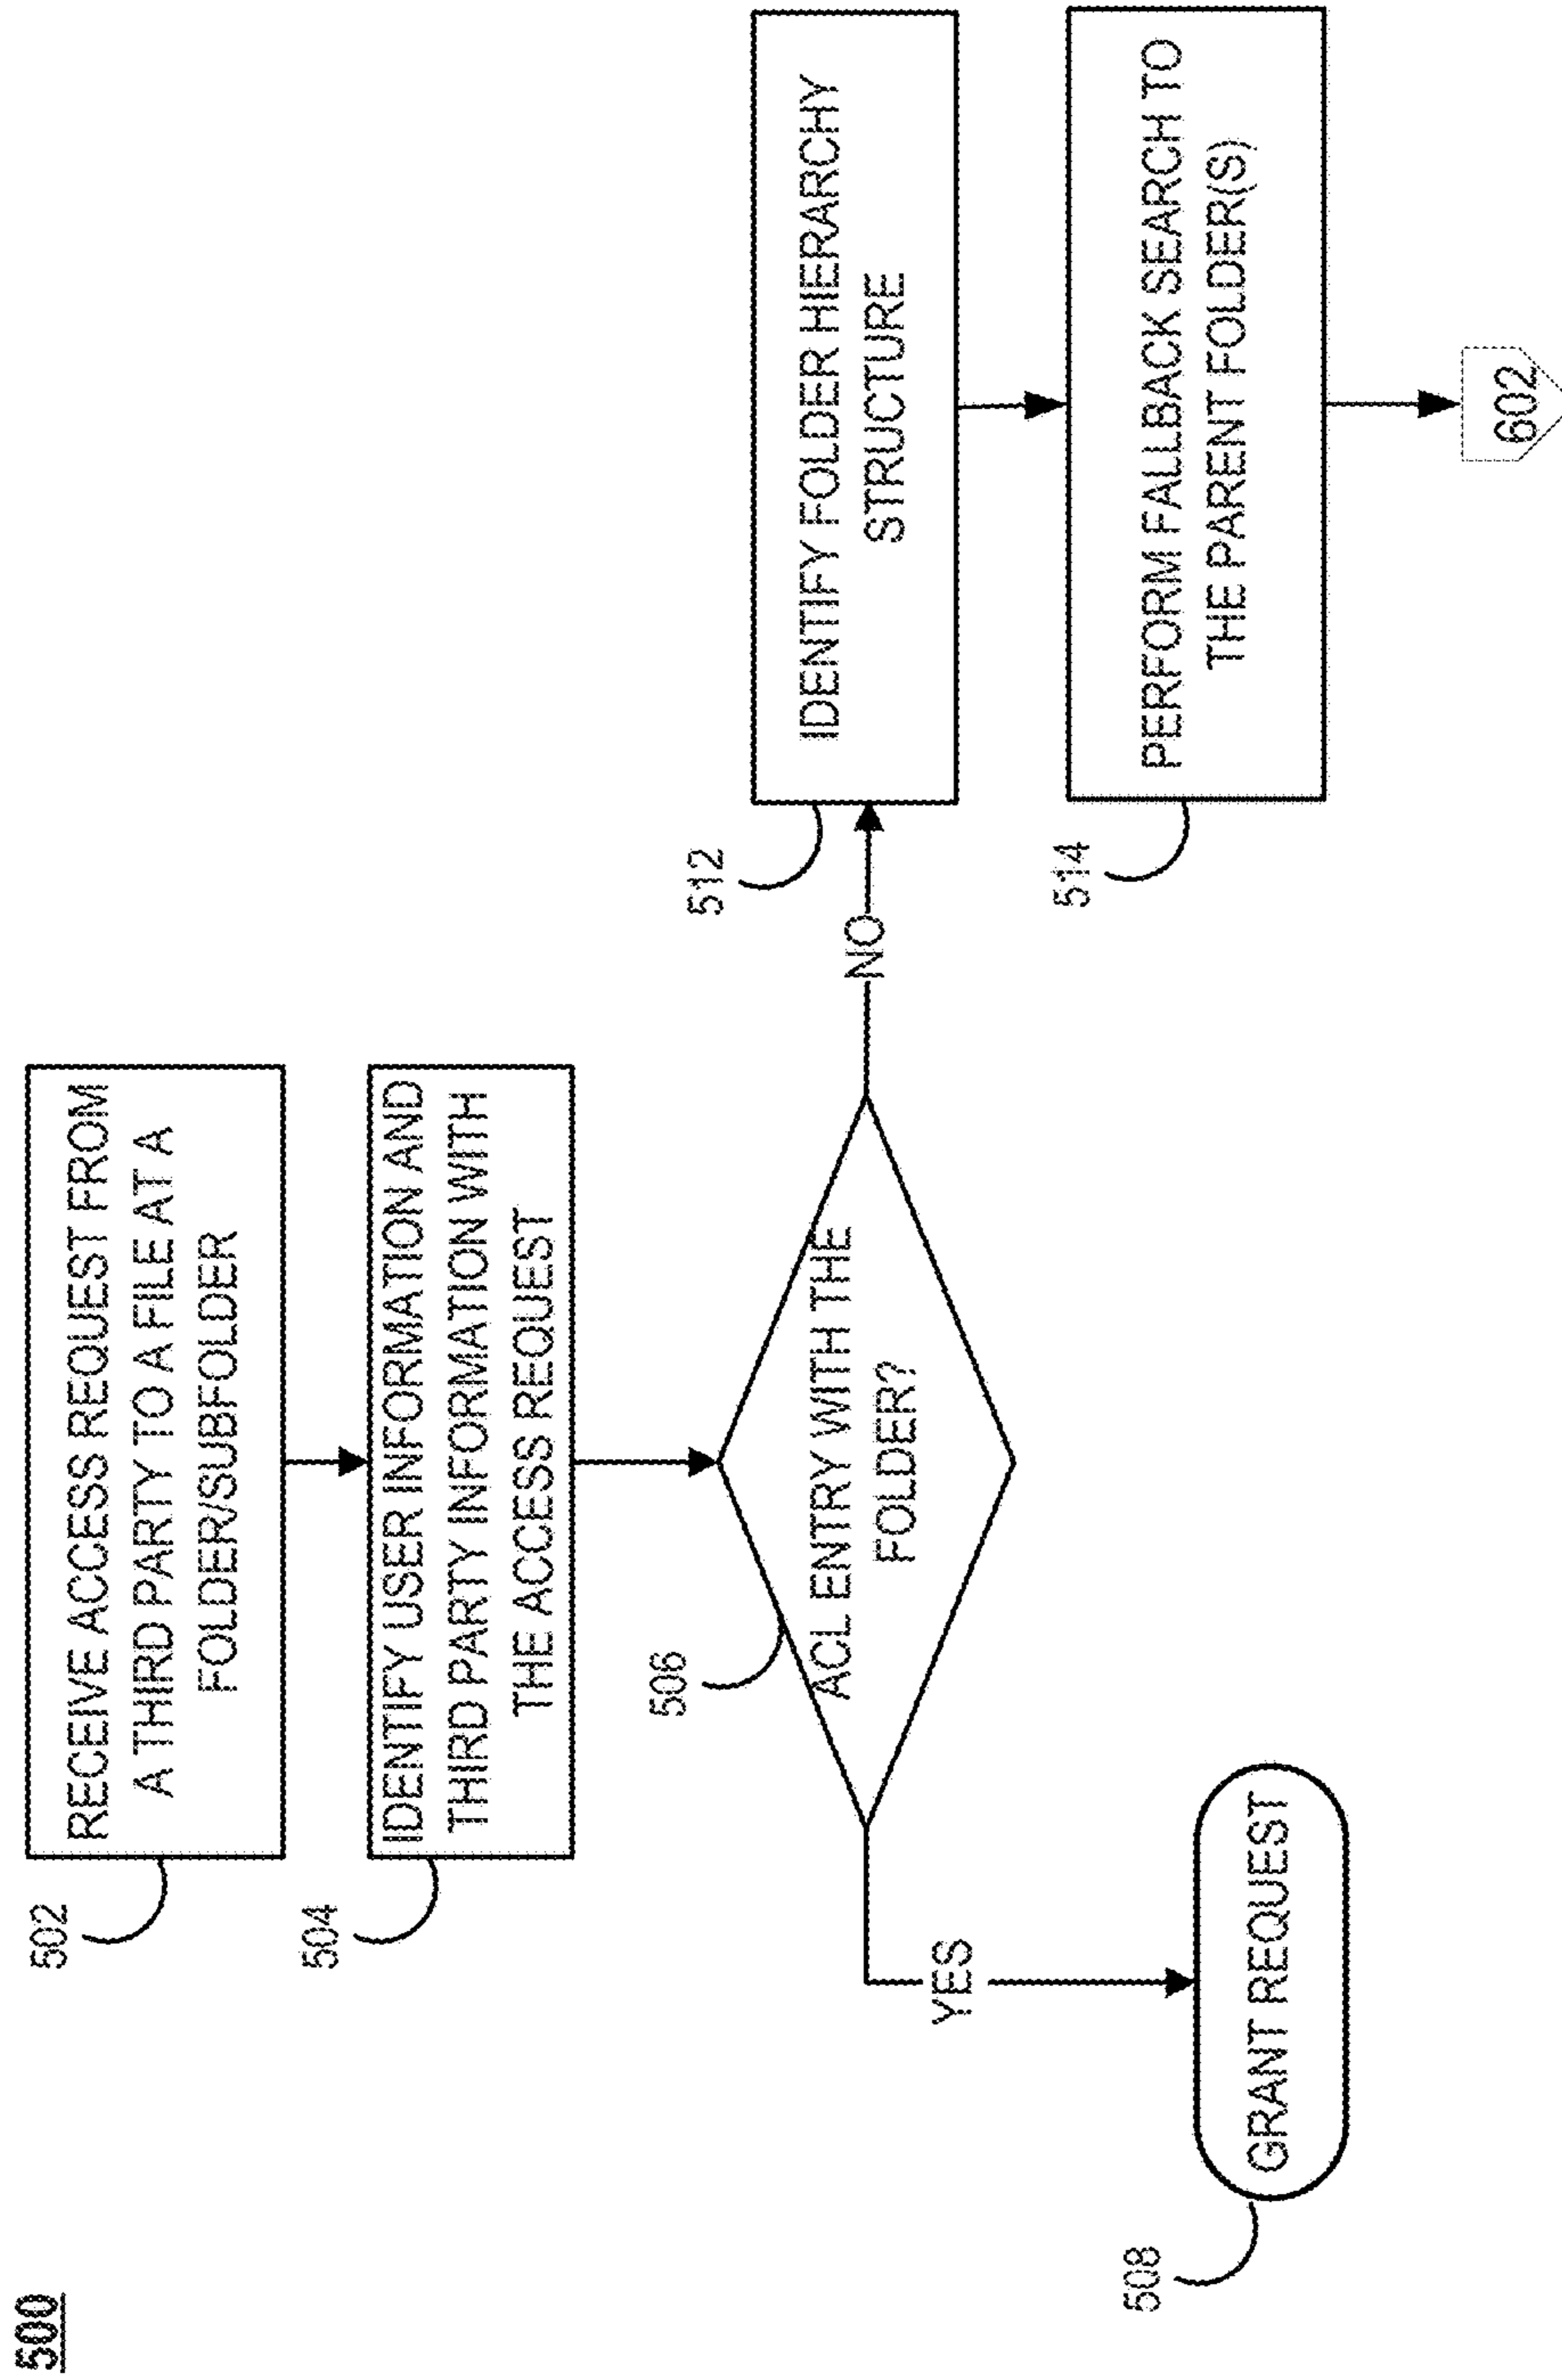 500
502
RECEIVE ACCESS REQUEST FROM
A THIRD PARTY TO A FILE AT A
FOLDER/SUBFOLDER
504
IDENTIFY USER INFORMATION AND
THIRD PARTY INFORMATION WITH
THE ACCESS REQUEST
506
ACL ENTRY WITH THE
FOLDER?
YES
NO
508
GRANT REQUEST
512
IDENTIFY FOLDER HIERARCHY
STRUCTURE
514
PERFORM FALLBACK SEARCH TO
THE PARENT FOLDER(S)
602